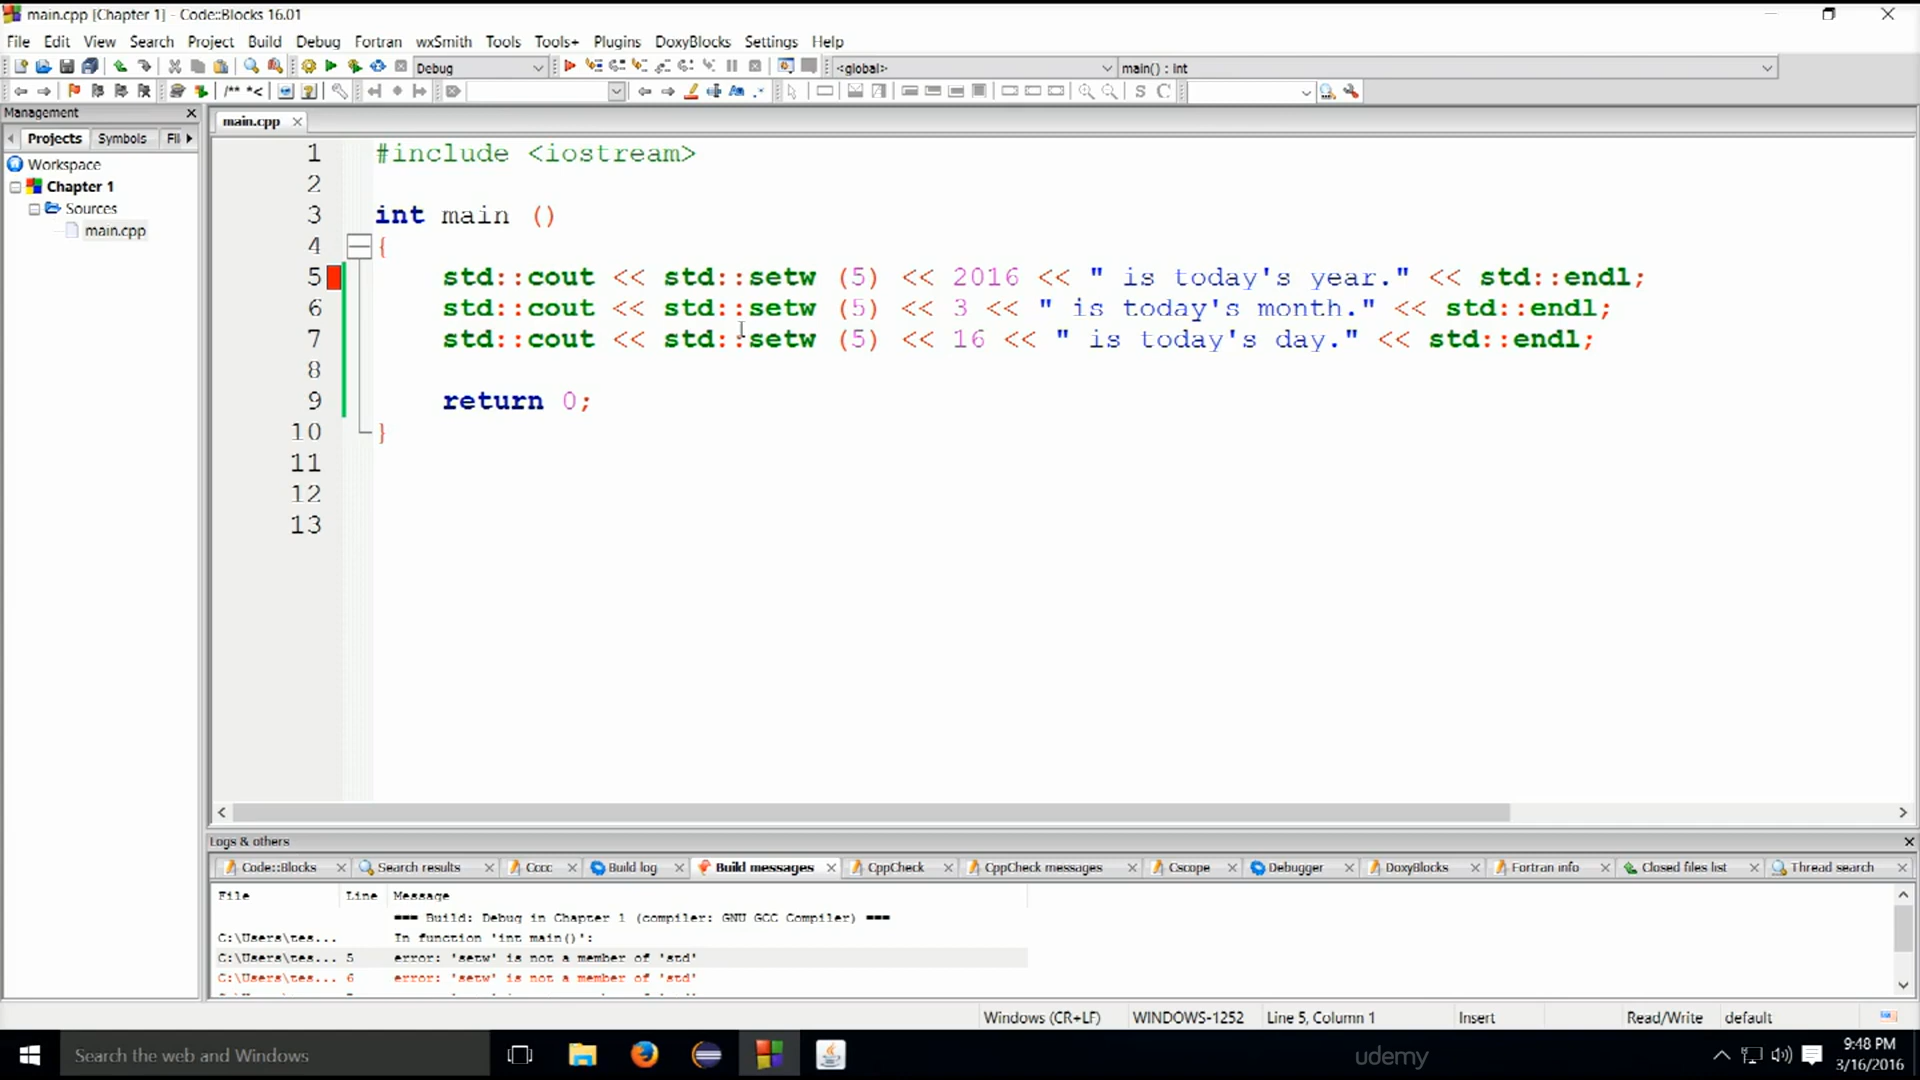 main.cpp [Chapter 1] - Code::Blocks 16.01
File Edit View Search Project Build Debug Fortran wxSmith Tools Tools+ Plugins DoxyBlocks Settings Help
Debug <global> main() : int
/** *< S C
Management
main.cpp
Projects Symbols Fil
Workspace
Chapter 1
Sources
main.cpp
1 #include <iostream>
2
3 int main ()
4 {
5 std::cout << std::setw (5) << 2016 << " is today's year." << std::endl;
6 std::cout << std::setw (5) << 3 << " is today's month." << std::endl;
7 std::cout << std::setw (5) << 16 << " is today's day." << std::endl;
8
9 return 0;
10 }
11
12
13
Logs & others
Code::Blocks Search results Cccc Build log Build messages CppCheck CppCheck messages Cscope Debugger DoxyBlocks Fortran info Closed files list Thread search
File Line Message
=== Build: Debug in Chapter 1 (compiler: GNU GCC Compiler) ===
C:\Users\tes... In function 'int main()':
C:\Users\tes... 5 error: 'setw' is not a member of 'std'
C:\Users\tes... 6 error: 'setw' is not a member of 'std'
Windows (CR+LF) WINDOWS-1252 Line 5, Column 1 Insert Read/Write default
Search the web and Windows
udemy
9:48 PM
3/16/2016